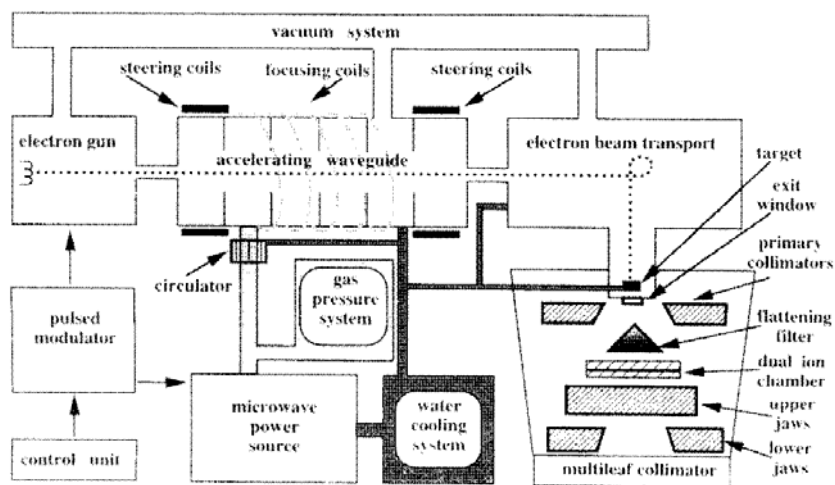 vacuum system
steering coils
focusing coils
steering coils
electron gun
accelerating waveguide
electron beam transport
target
exit
window
primary
collimators
circulator
gas
pressure
system
pulsed
modulator
flattening
filter
dual ion
chamber
microwave
power
source
water
cooling
system
upper
jaws
lower
jaws
control unit
multileaf collimator